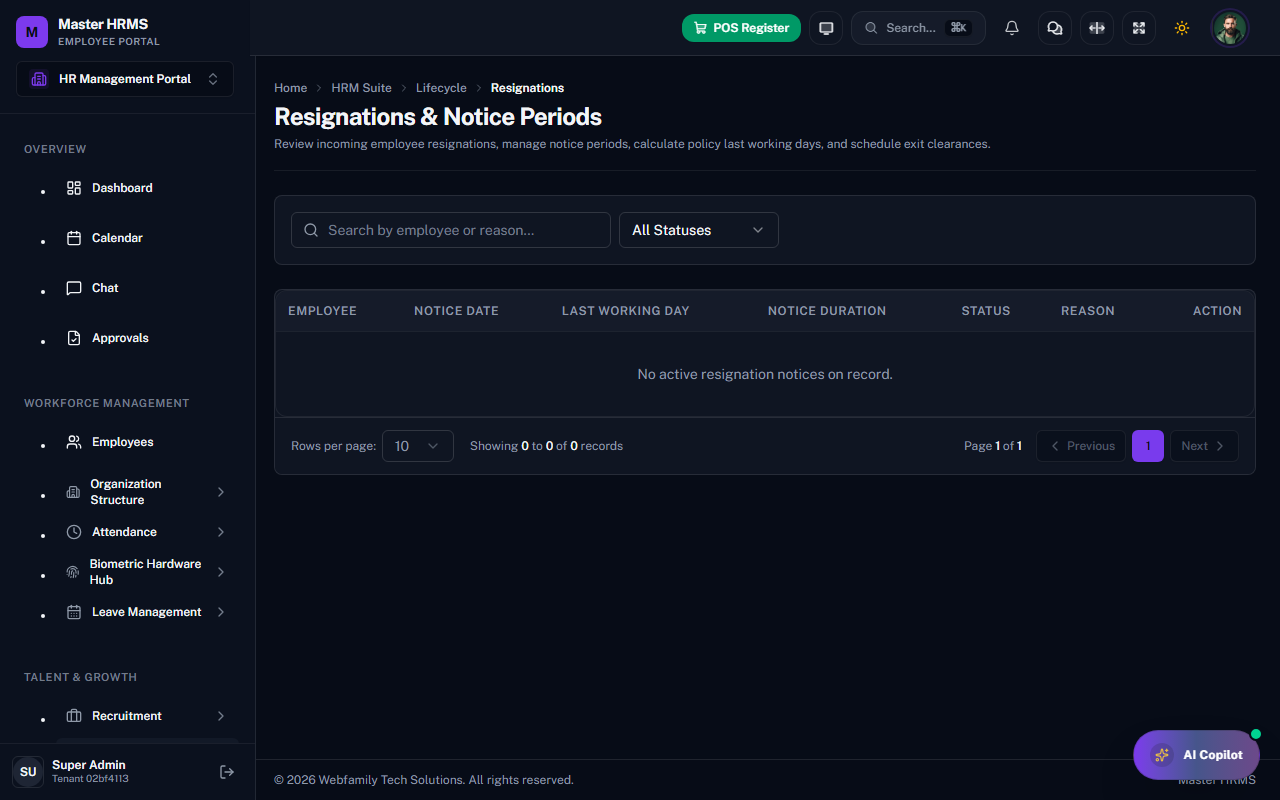 M
Master HRMS
EMPLOYEE PORTAL
HR Management Portal
POS Register
Search...
⌘K
OVERVIEW
Dashboard
Calendar
Chat
Approvals
WORKFORCE MANAGEMENT
Employees
Organization
Structure
Attendance
Biometric Hardware
Hub
Leave Management
TALENT & GROWTH
Recruitment
SU
Super Admin
Tenant 02bf4113
Home
HRM Suite
Lifecycle
Resignations
Resignations & Notice Periods
Review incoming employee resignations, manage notice periods, calculate policy last working days, and schedule exit clearances.
Search by employee or reason...
All Statuses
EMPLOYEE NOTICE DATE LAST WORKING DAY NOTICE DURATION STATUS REASON ACTION
No active resignation notices on record.
Rows per page: 10 Showing 0 to 0 of 0 records Page 1 of 1 Previous 1 Next
AI Copilot
© 2026 Webfamily Tech Solutions. All rights reserved.
Master HRMS